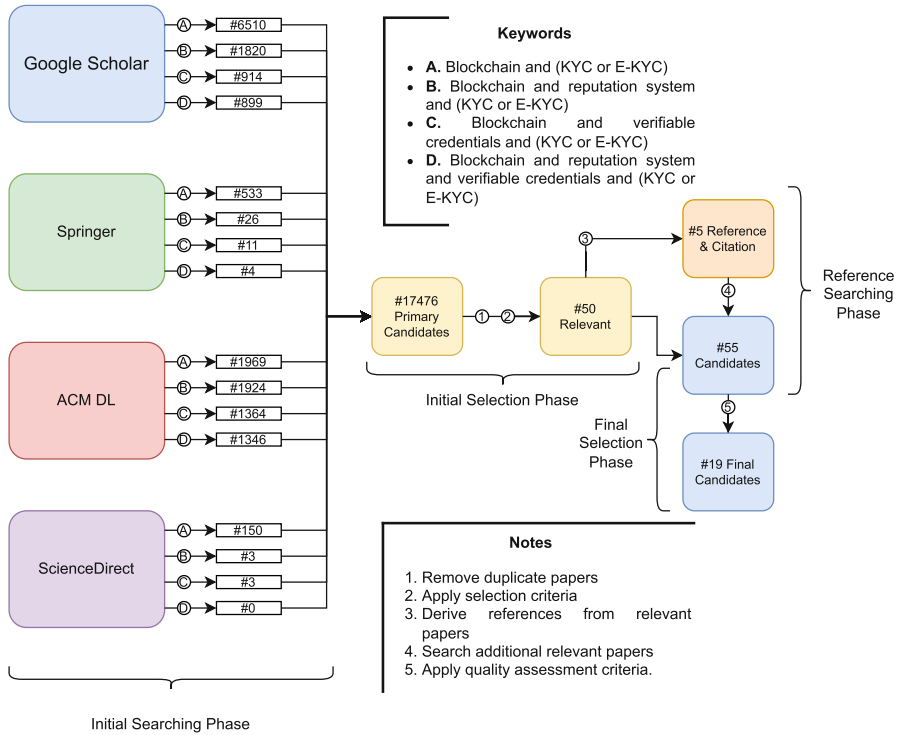 Google Scholar
A #6510
B #1820
C #914
D #899
Springer
A #533
B #26
C #11
D #4
ACM DL
A #1969
B #1924
C #1364
D #1346
ScienceDirect
A #150
B #3
C #3
D #0
Initial Searching Phase
Keywords
• A. Blockchain and (KYC or E-KYC)
• B. Blockchain and reputation system
and (KYC or E-KYC)
• C. Blockchain and verifiable
credentials and (KYC or E-KYC)
• D. Blockchain and reputation system
and verifiable credentials and (KYC or
E-KYC)
#17476
Primary
Candidates
1 2
#50
Relevant
Initial Selection Phase
3
#5 Reference
& Citation
4
#55
Candidates
5
#19 Final
Candidates
Reference
Searching
Phase
Final
Selection
Phase
Notes
1. Remove duplicate papers
2. Apply selection criteria
3. Derive references from relevant
papers
4. Search additional relevant papers
5. Apply quality assessment criteria.